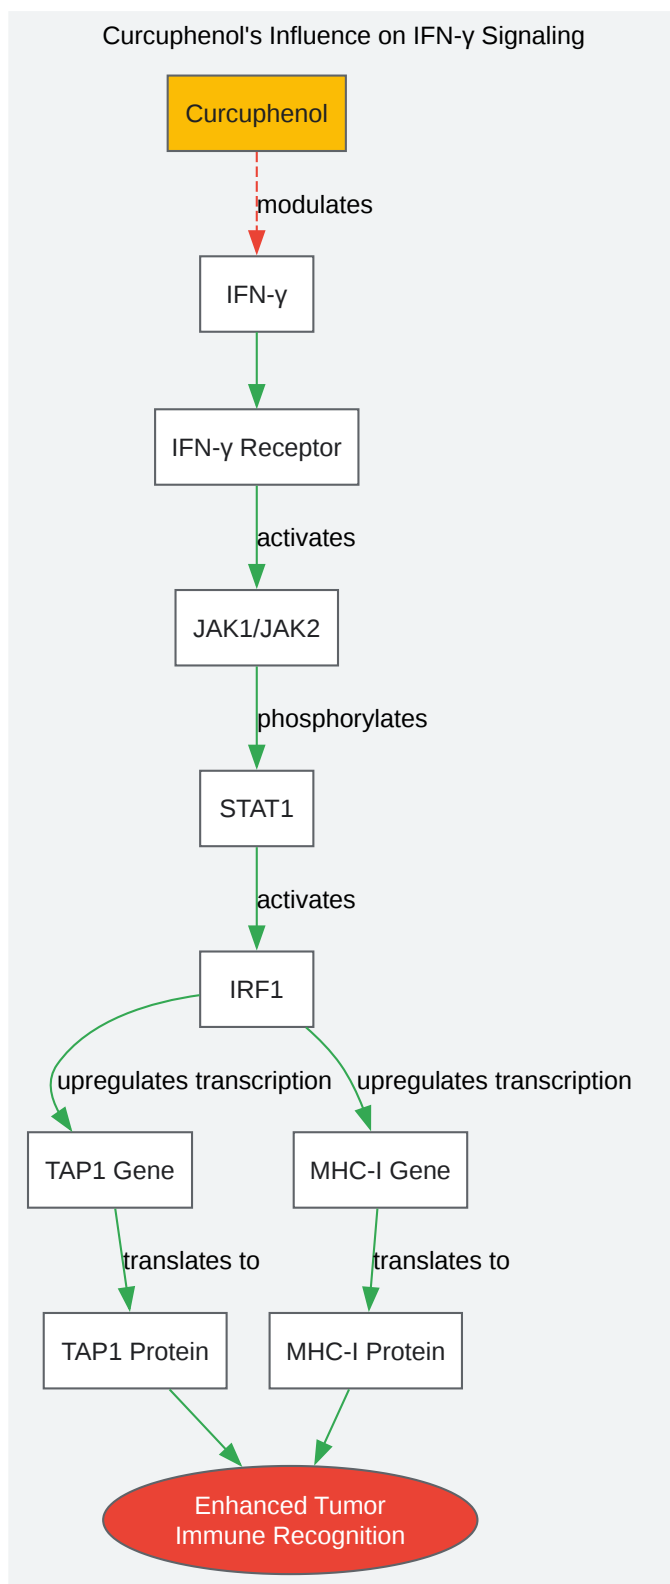 Curcuphenol's Influence on IFN-γ Signaling
Curcuphenol
modulates
IFN-γ
IFN-γ Receptor
activates
JAK1/JAK2
phosphorylates
STAT1
activates
IRF1
upregulates transcription
upregulates transcription
TAP1 Gene
MHC-I Gene
translates to
translates to
TAP1 Protein
MHC-I Protein
Enhanced Tumor
Immune Recognition